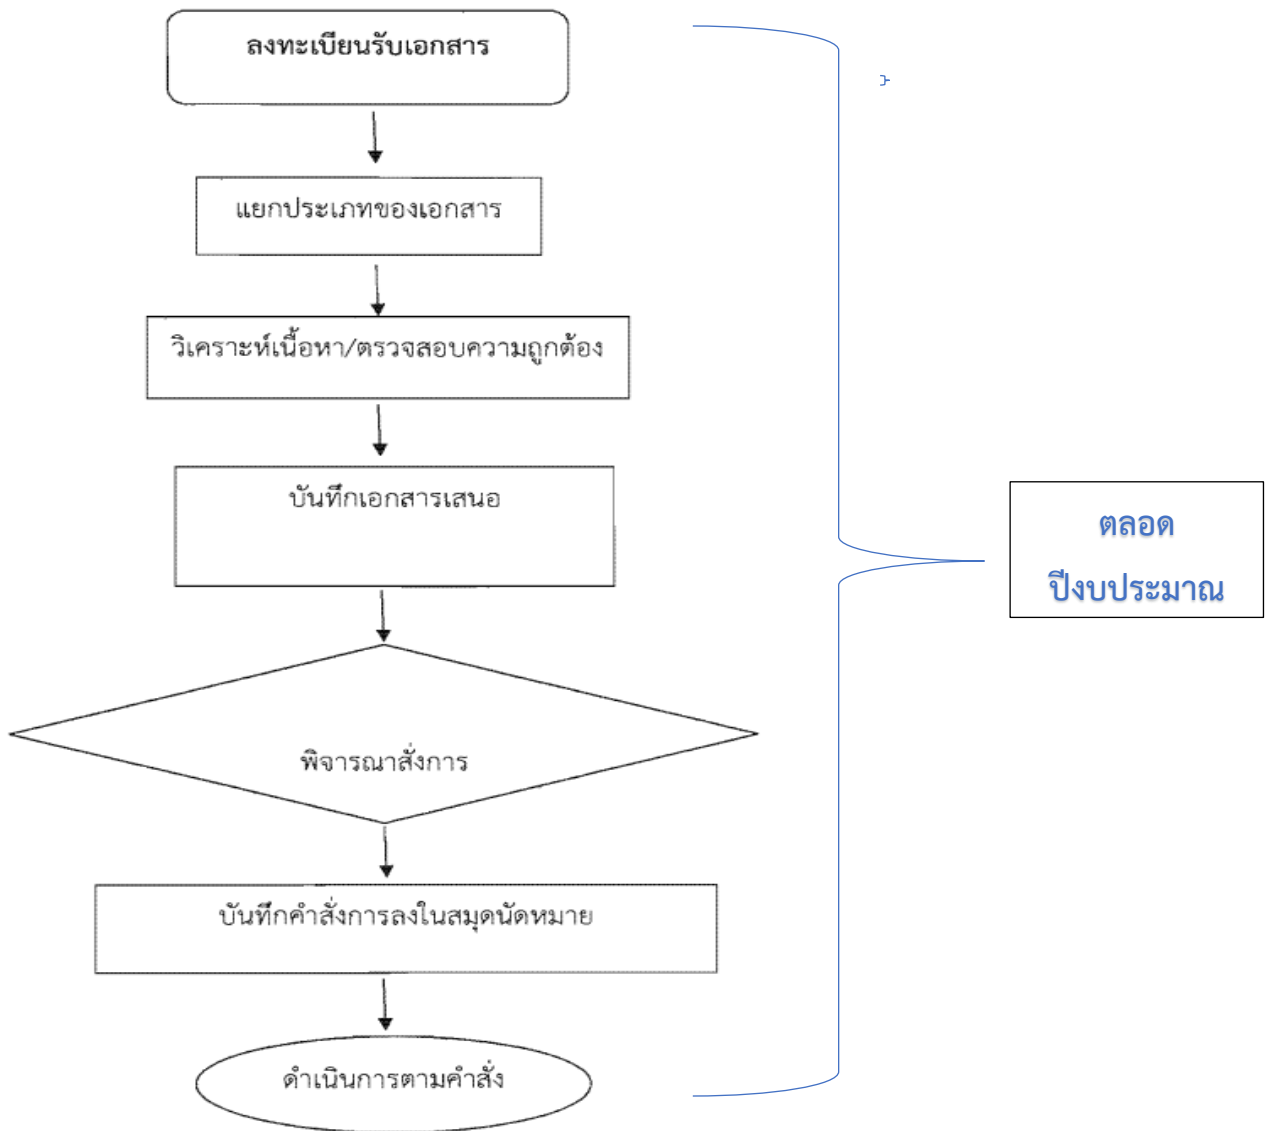 ลงทะเบียนรับเอกสาร
แยกประเภทของเอกสาร
วิเคราะห์เนื้อหา/ตรวจสอบความถูกต้อง
บันทึกเอกสารเสนอ
พิจารณาสั่งการ
บันทึกคำสั่งการลงในสมุดนัดหมาย
ดำเนินการตามคำสั่ง
ตลอด
ปีงบประมาณ